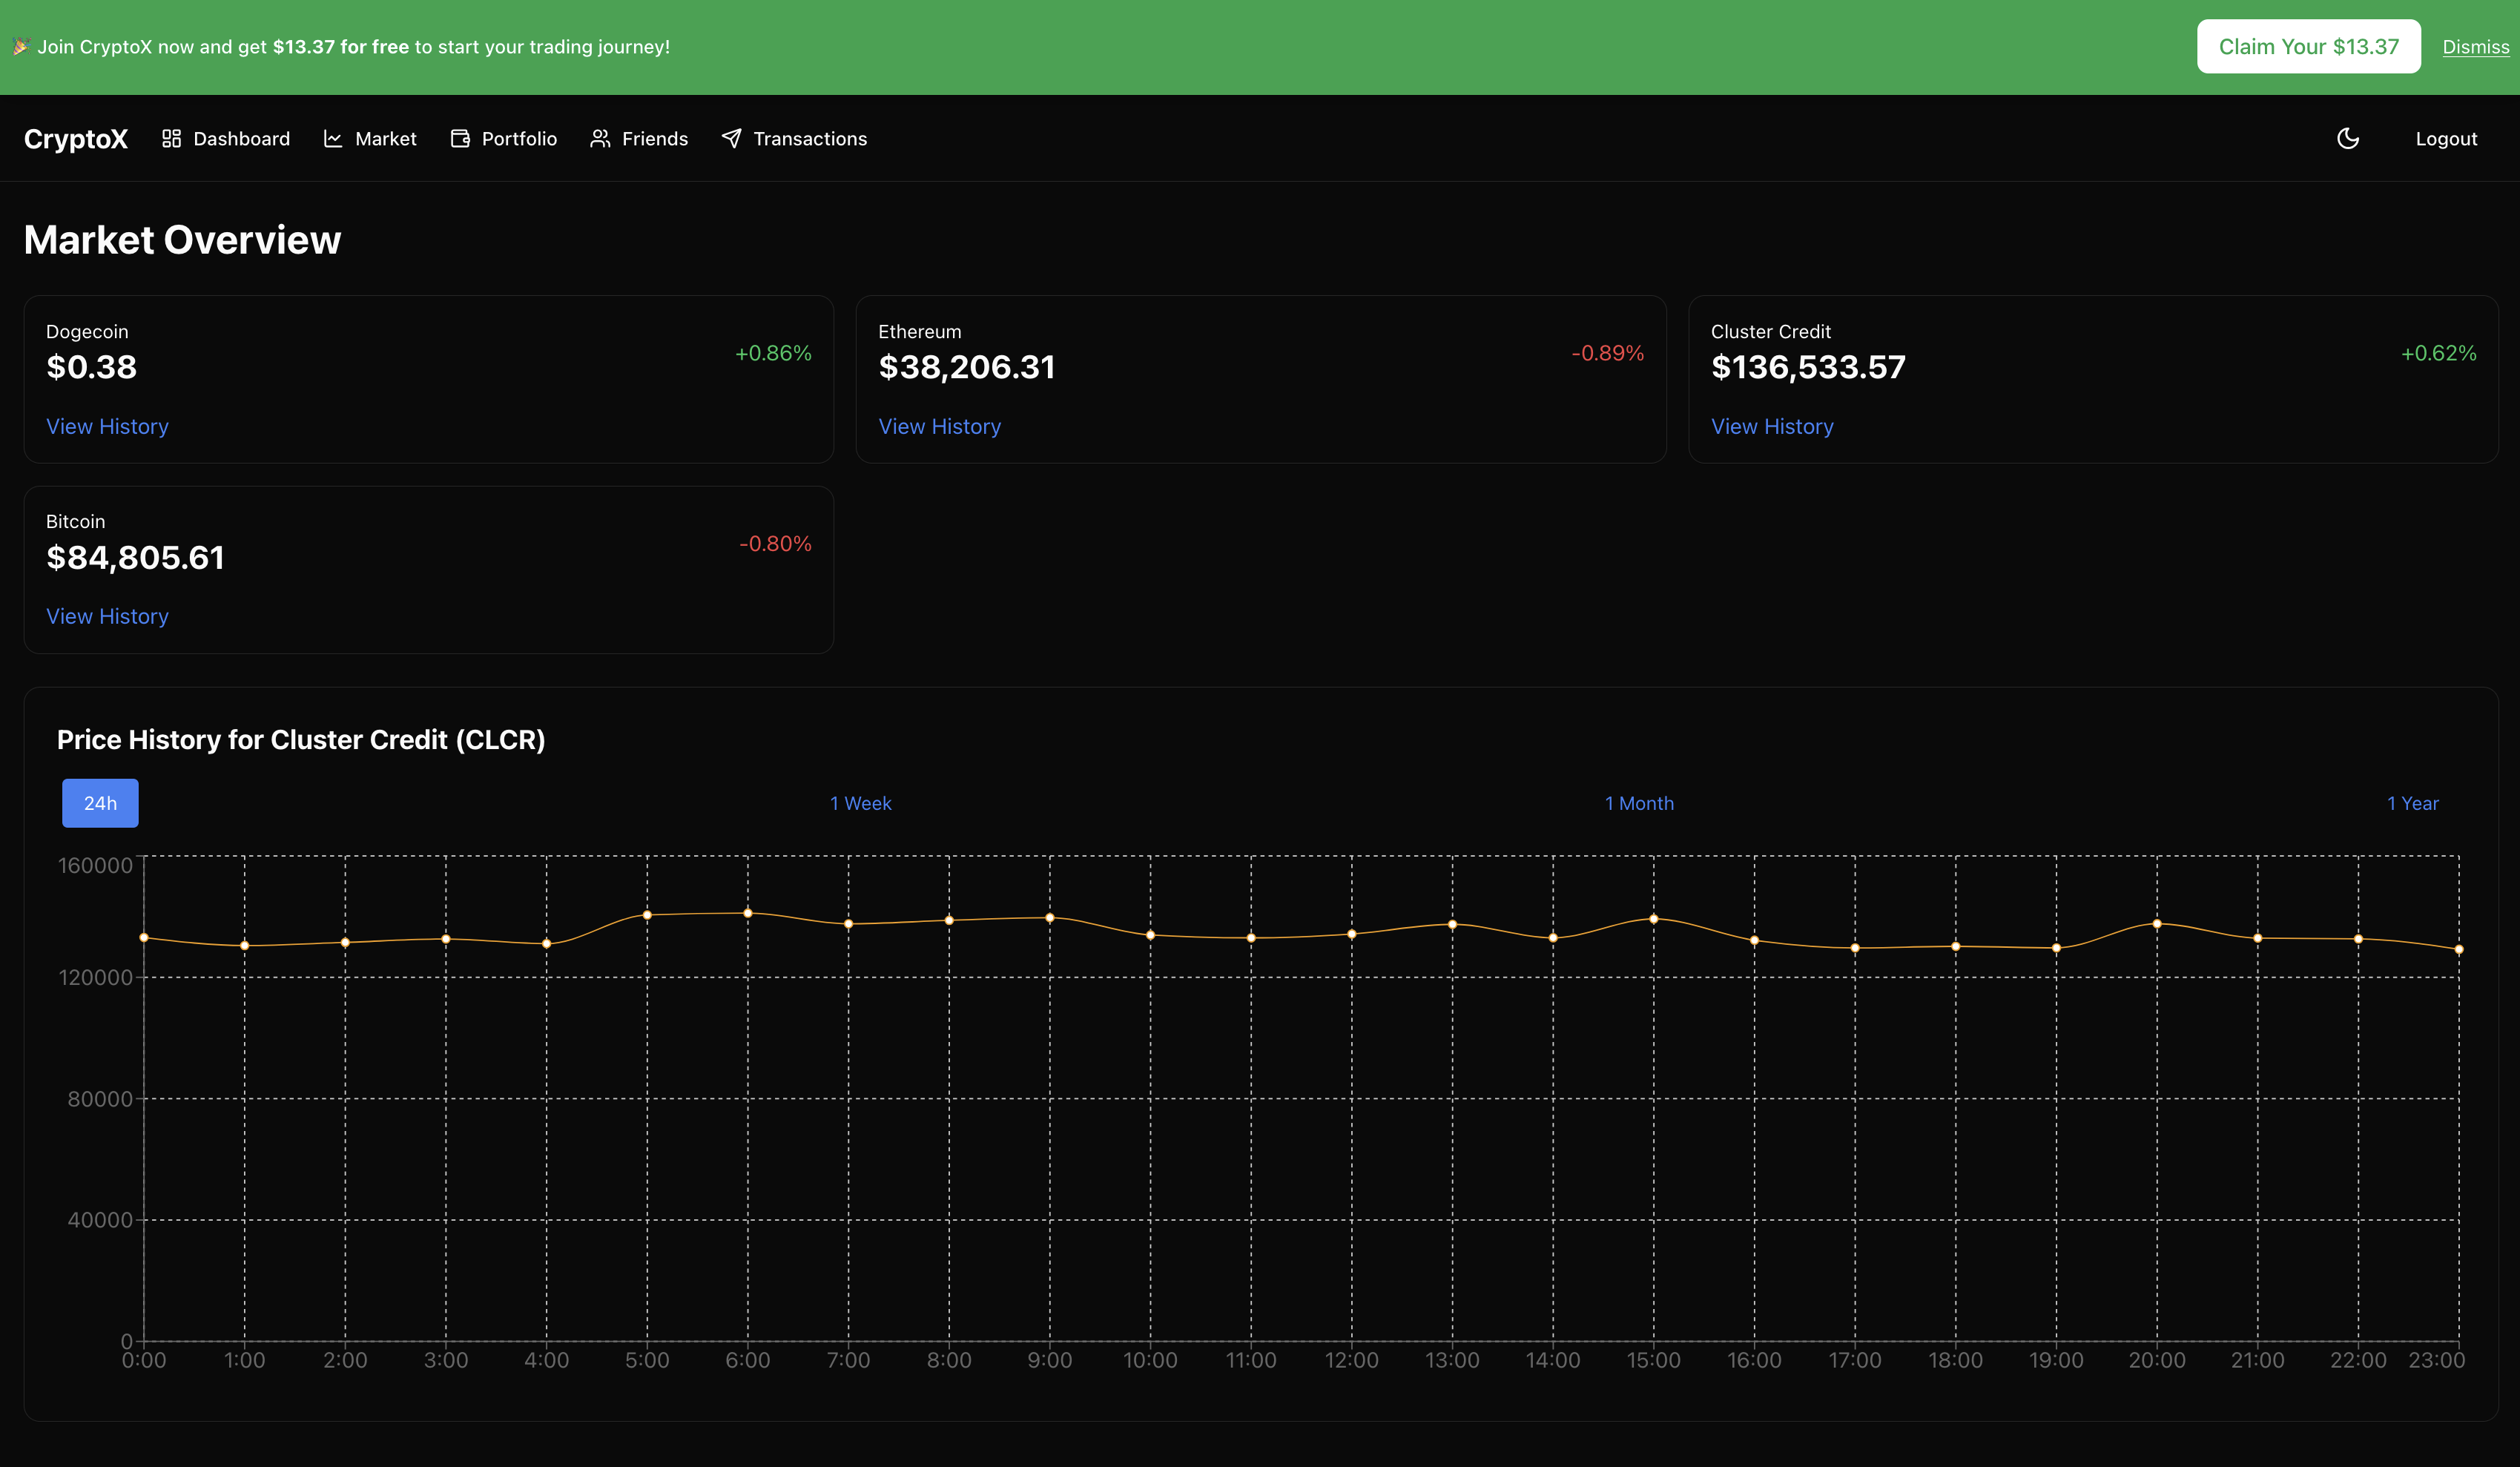 🎉 Join CryptoX now and get $13.37 for free to start your trading journey!
Claim Your $13.37
Dismiss
CryptoX
Dashboard
Market
Portfolio
Friends
Transactions
Logout
Market Overview
Dogecoin
$0.38
+0.86%
View History
Ethereum
$38,206.31
-0.89%
View History
Cluster Credit
$136,533.57
+0.62%
View History
Bitcoin
$84,805.61
-0.80%
View History
Price History for Cluster Credit (CLCR)
24h
1 Week
1 Month
1 Year
160000
120000
80000
40000
0
0:00 1:00 2:00 3:00 4:00 5:00 6:00 7:00 8:00 9:00 10:00 11:00 12:00 13:00 14:00 15:00 16:00 17:00 18:00 19:00 20:00 21:00 22:00 23:00